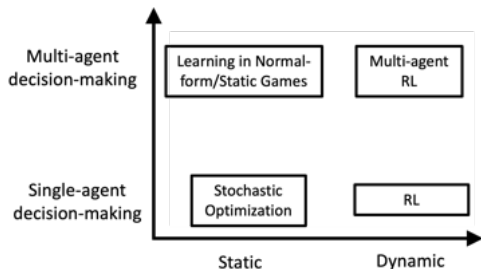 Multi-agent
decision-making
Learning in Normal-
form/Static Games
Multi-agent
RL
Single-agent
decision-making
Stochastic
Optimization
RL
Static
Dynamic